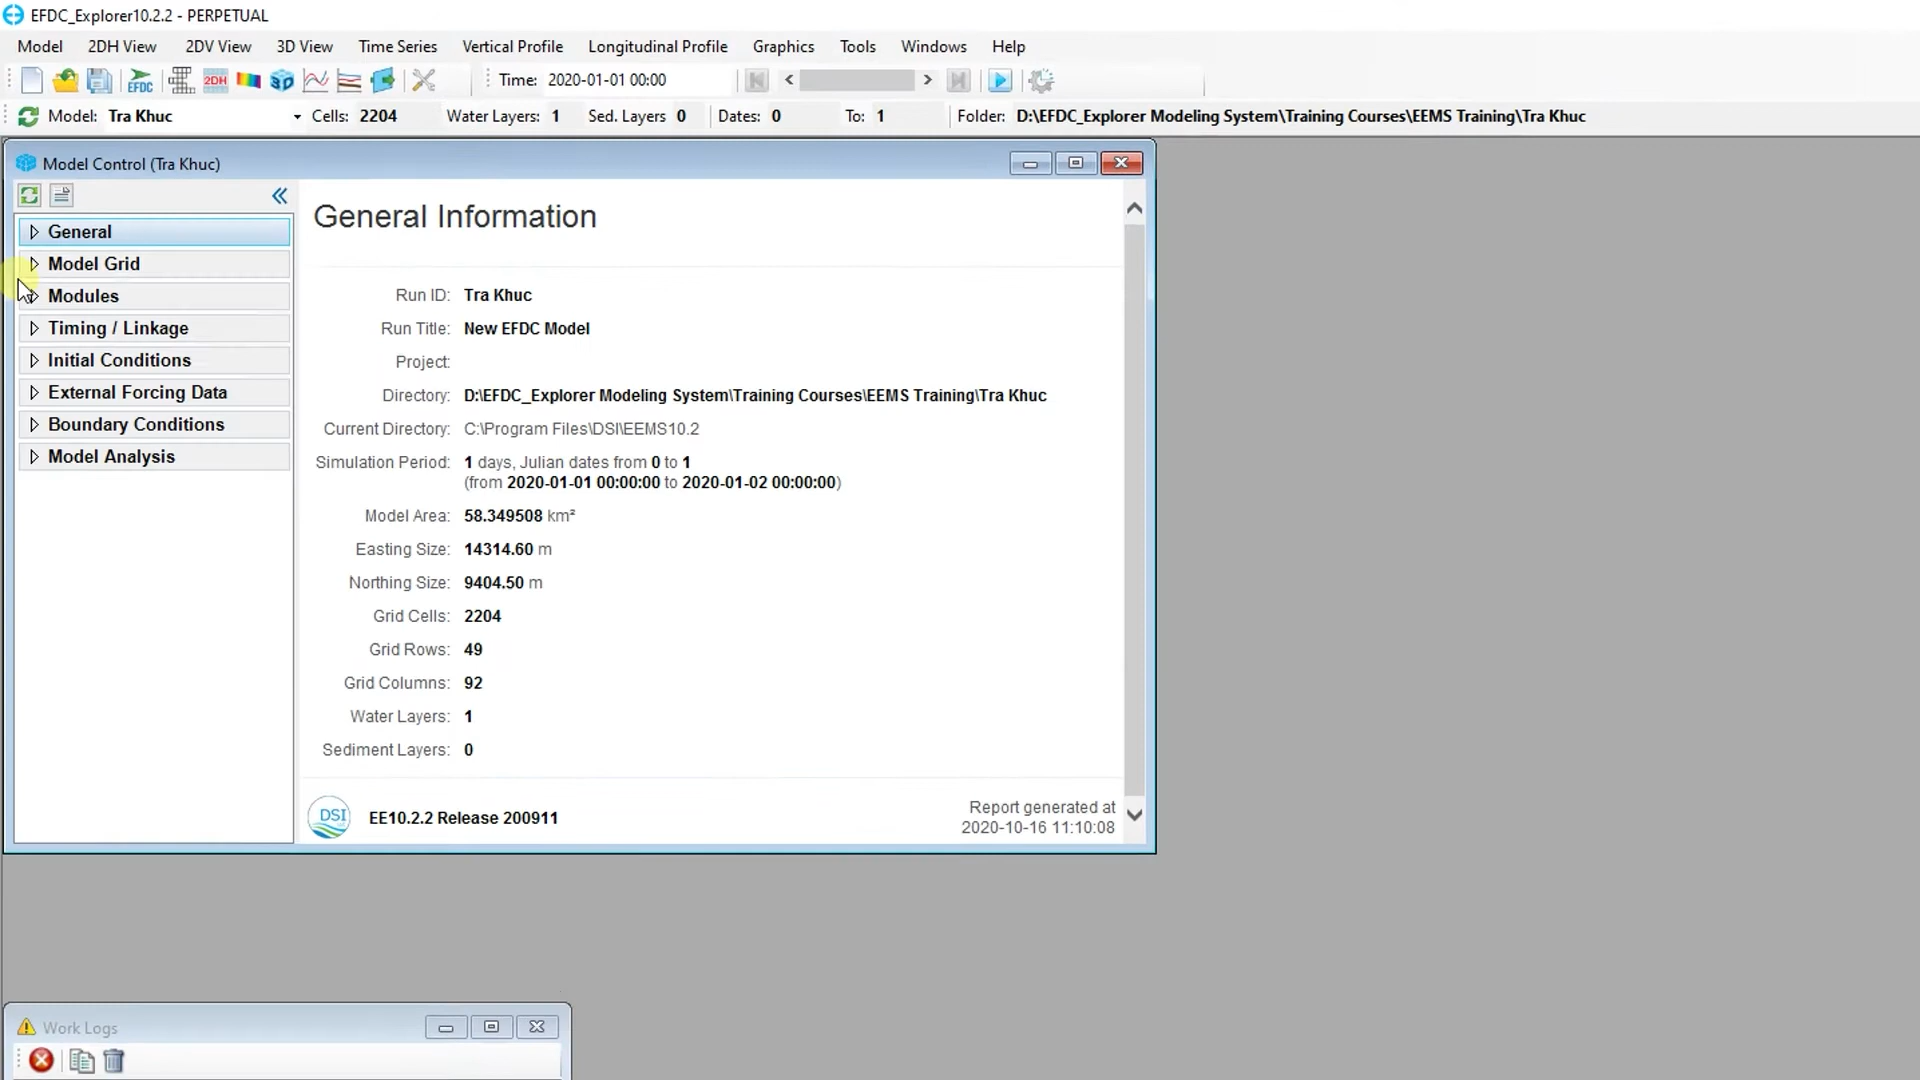 EFDC_Explorer10.2.2 - PERPETUAL
Model 2DH View 2DV View 3D View Time Series Vertical Profile Longitudinal Profile Graphics Tools Windows Help
EFDC 2DH 3D Time: 2020-01-01 00:00
Model: Tra Khuc Cells: 2204 Water Layers: 1 Sed. Layers 0 Dates: 0 To: 1 Folder: D:\EFDC_Explorer Modeling System\Training Courses\EEMS Training\Tra Khuc
Model Control (Tra Khuc)
General
Model Grid
Modules
Timing / Linkage
Initial Conditions
External Forcing Data
Boundary Conditions
Model Analysis
General Information
Run ID: Tra Khuc
Run Title: New EFDC Model
Project:
Directory: D:\EFDC_Explorer Modeling System\Training Courses\EEMS Training\Tra Khuc
Current Directory: C:\Program Files\DSI\EEMS10.2
Simulation Period: 1 days, Julian dates from 0 to 1
(from 2020-01-01 00:00:00 to 2020-01-02 00:00:00)
Model Area: 58.349508 km²
Easting Size: 14314.60 m
Northing Size: 9404.50 m
Grid Cells: 2204
Grid Rows: 49
Grid Columns: 92
Water Layers: 1
Sediment Layers: 0
DSI EE10.2.2 Release 200911
Report generated at
2020-10-16 11:10:08
Work Logs